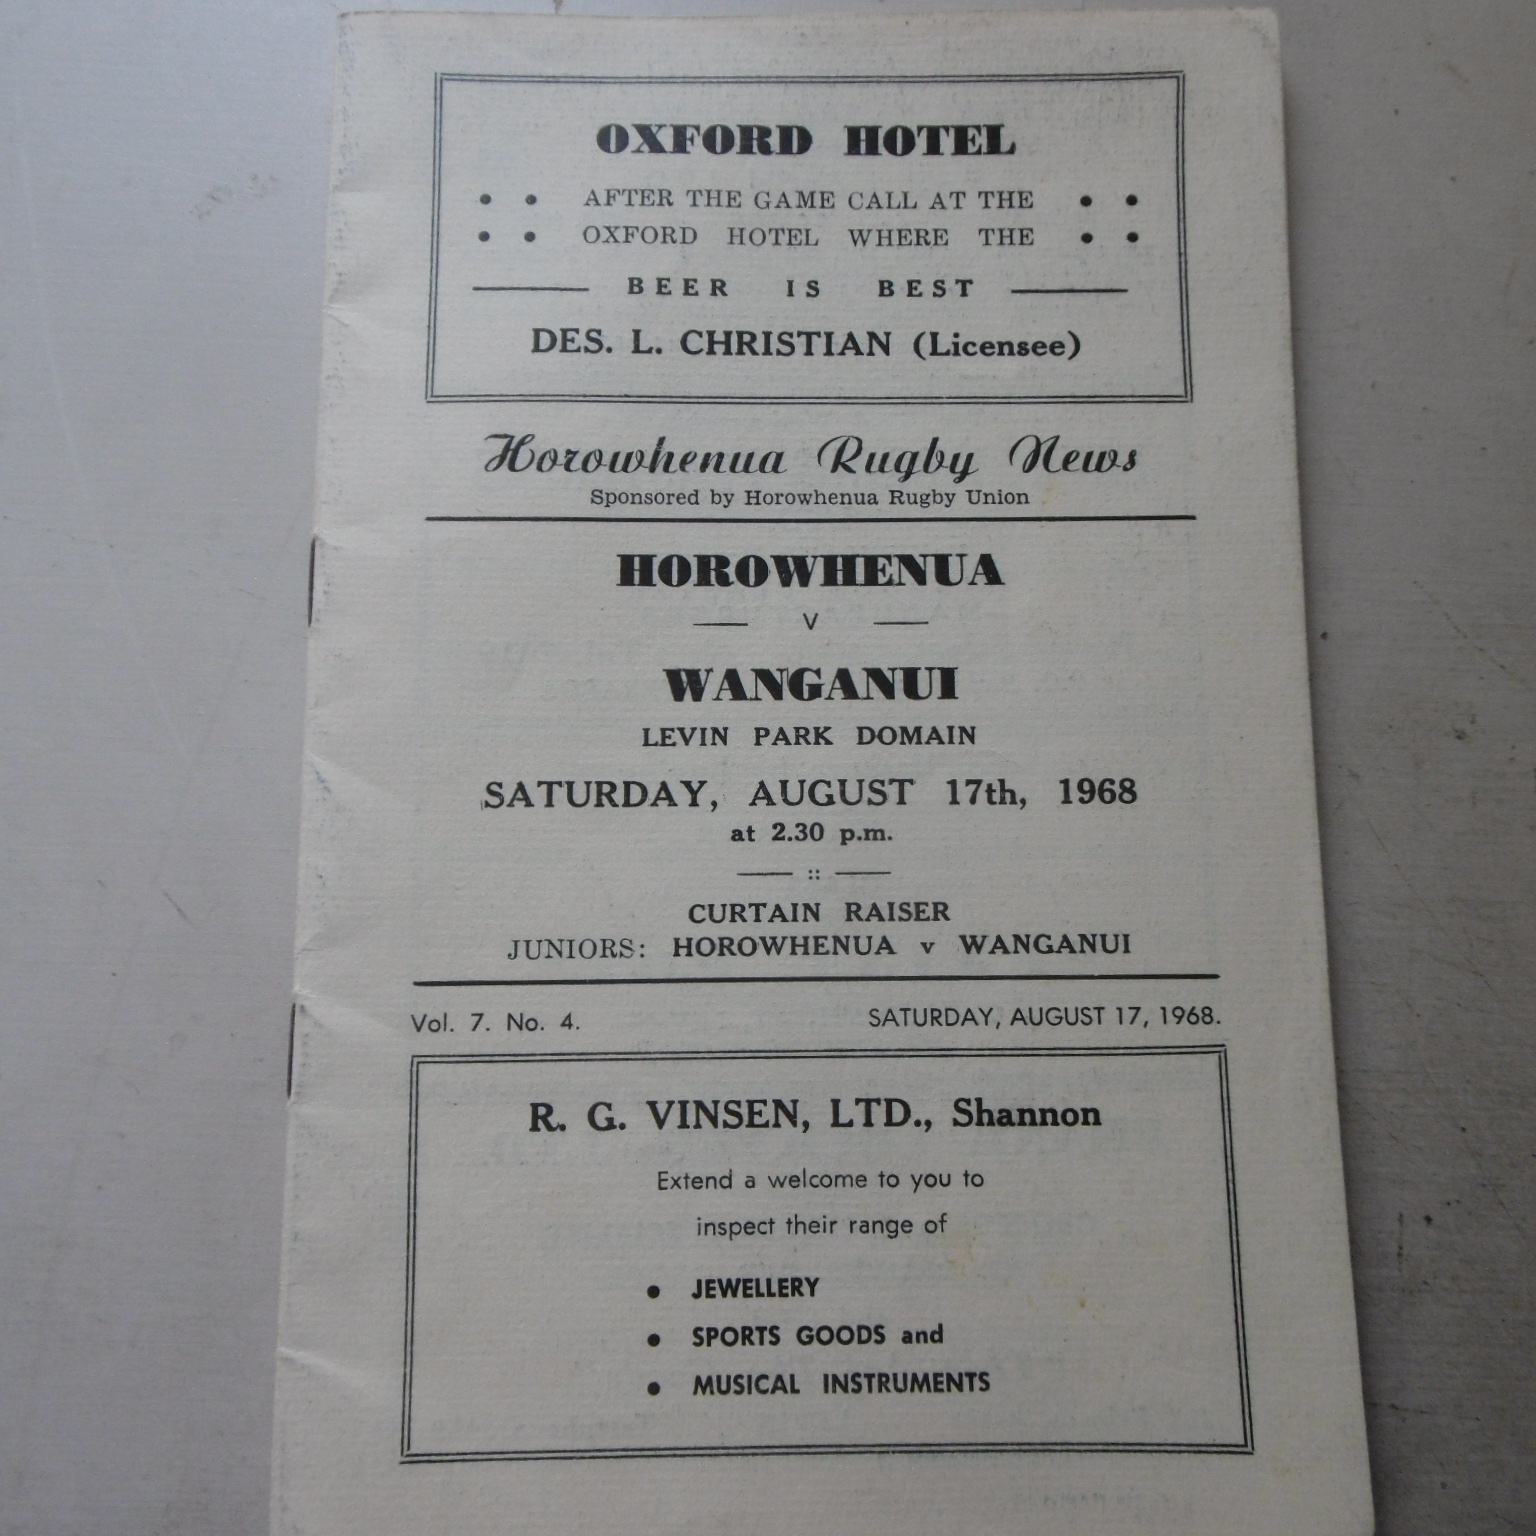 OXFORD HOTEL
• • AFTER THE GAME CALL AT THE • •
• • OXFORD HOTEL WHERE THE • •
BEER IS BEST
DES. L. CHRISTIAN (Licensee)
Horowhenua Rugby News
Sponsored by Horowhenua Rugby Union
HOROWHENUA
— V —
WANGANUI
LEVIN PARK DOMAIN
SATURDAY, AUGUST 17th, 1968
at 2.30 p.m.
— :: —
CURTAIN RAISER
JUNIORS: HOROWHENUA v WANGANUI
Vol. 7. No. 4. SATURDAY, AUGUST 17, 1968.
R. G. VINSEN, LTD., Shannon
Extend a welcome to you to
inspect their range of
• JEWELLERY
• SPORTS GOODS and
• MUSICAL INSTRUMENTS